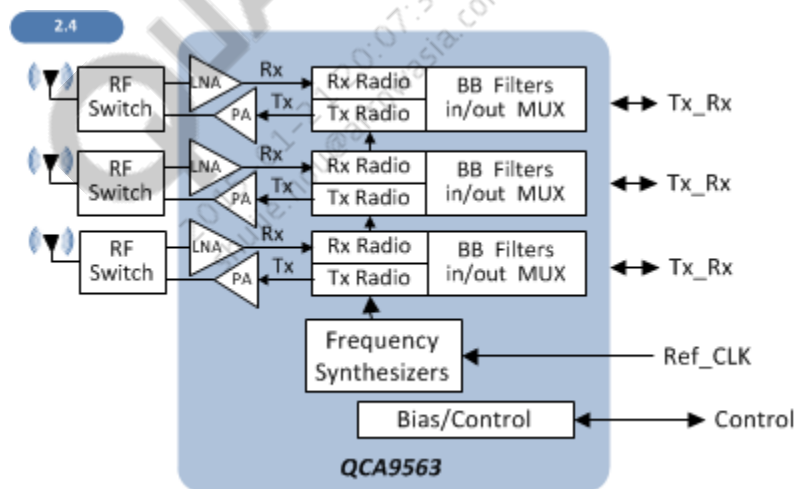 2.4
RF
Switch
LNA
PA
Rx
Tx
Rx Radio
Tx Radio
BB Filters
in/out MUX
Tx_Rx
RF
Switch
LNA
PA
Rx
Tx
Rx Radio
Tx Radio
BB Filters
in/out MUX
Tx_Rx
RF
Switch
LNA
PA
Rx
Tx
Rx Radio
Tx Radio
BB Filters
in/out MUX
Tx_Rx
Frequency
Synthesizers
Ref_CLK
Bias/Control
Control
QCA9563